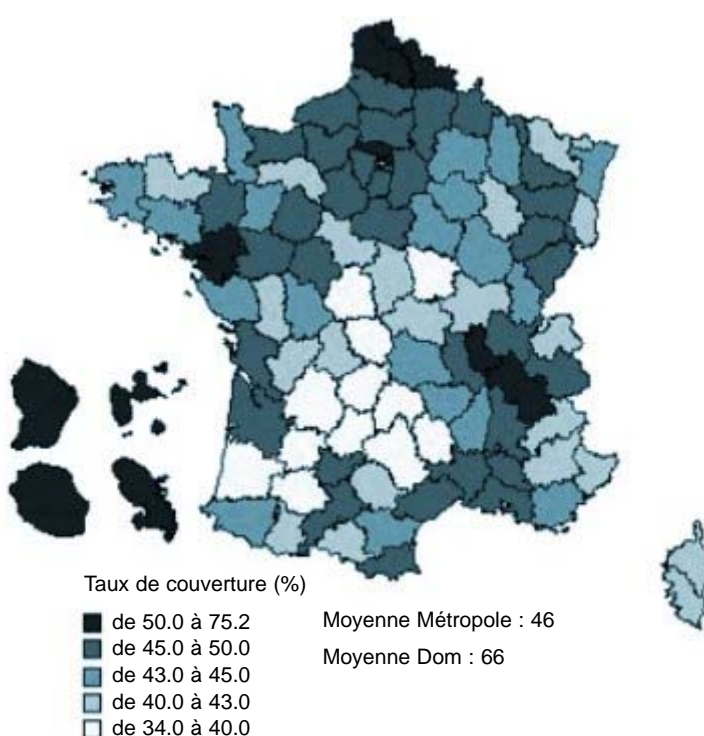 Taux de couverture (%)
de 50.0 à 75.2
de 45.0 à 50.0
de 43.0 à 45.0
de 40.0 à 43.0
de 34.0 à 40.0
Moyenne Métropole : 46
Moyenne Dom : 66